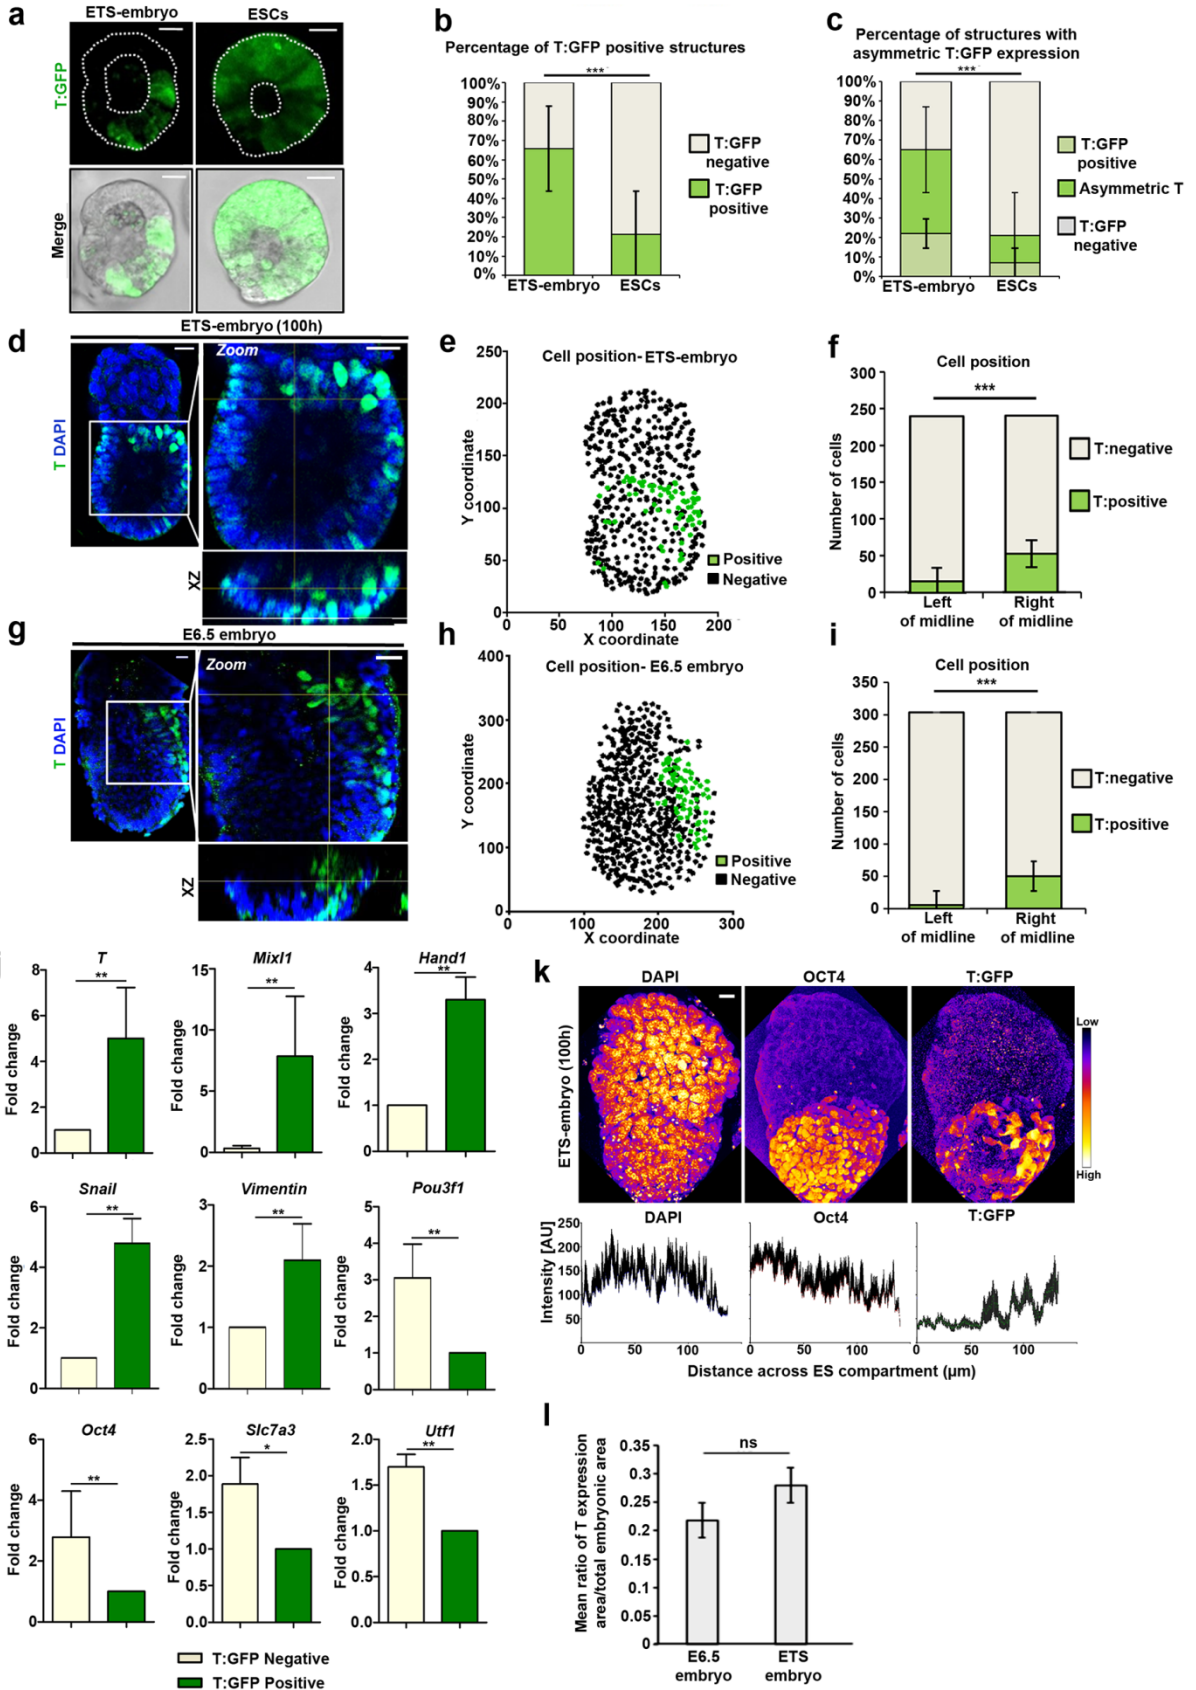 a
ETS-embryo
ESCs
T:GFP
Merge
b
Percentage of T:GFP positive structures
***
100%
90%
80%
70%
60%
50%
40%
30%
20%
10%
0%
ETS-embryo
ESCs
T:GFP
negative
T:GFP
positive
c
Percentage of structures with
asymmetric T:GFP expression
***
100%
90%
80%
70%
60%
50%
40%
30%
20%
10%
0%
ETS-embryo
ESCs
T:GFP
positive
Asymmetric T
T:GFP
negative
d
ETS-embryo (100h)
T DAPI
Zoom
XZ
e
Cell position- ETS-embryo
Y coordinate
250
200
150
100
50
0
0 50 100 150 200
X coordinate
Positive
Negative
f
Cell position
***
Number of cells
300
250
200
150
100
50
0
Left
of midline
Right
of midline
T:negative
T:positive
g
E6.5 embryo
T DAPI
Zoom
XZ
h
Cell position- E6.5 embryo
Y coordinate
400
300
200
100
0
0 100 200 300
X coordinate
Positive
Negative
i
Cell position
***
Number of cells
350
300
250
200
150
100
50
0
Left
of midline
Right
of midline
T:negative
T:positive
T
**
Fold change
8
6
4
2
0
Mixl1
**
Fold change
15
10
5
0
Hand1
**
Fold change
4
3
2
1
0
Snail
**
Fold change
6
4
2
0
Vimentin
**
Fold change
3
2
1
0
Pou3f1
**
Fold change
5
4
3
2
1
0
Oct4
**
Fold change
6
4
2
0
Slc7a3
*
Fold change
2.5
2.0
1.5
1.0
0.5
0.0
Utf1
**
Fold change
2.0
1.5
1.0
0.5
0.0
T:GFP Negative
T:GFP Positive
k
DAPI
OCT4
T:GFP
ETS-embryo (100h)
Low
High
DAPI
Oct4
T:GFP
Intensity [AU]
250
200
150
100
50
0 50 100
0 50 100
0 50 100
Distance across ES compartment (µm)
l
ns
Mean ratio of T expression
area/total embryonic area
0.35
0.3
0.25
0.2
0.15
0.1
0.05
0
E6.5
embryo
ETS
embryo